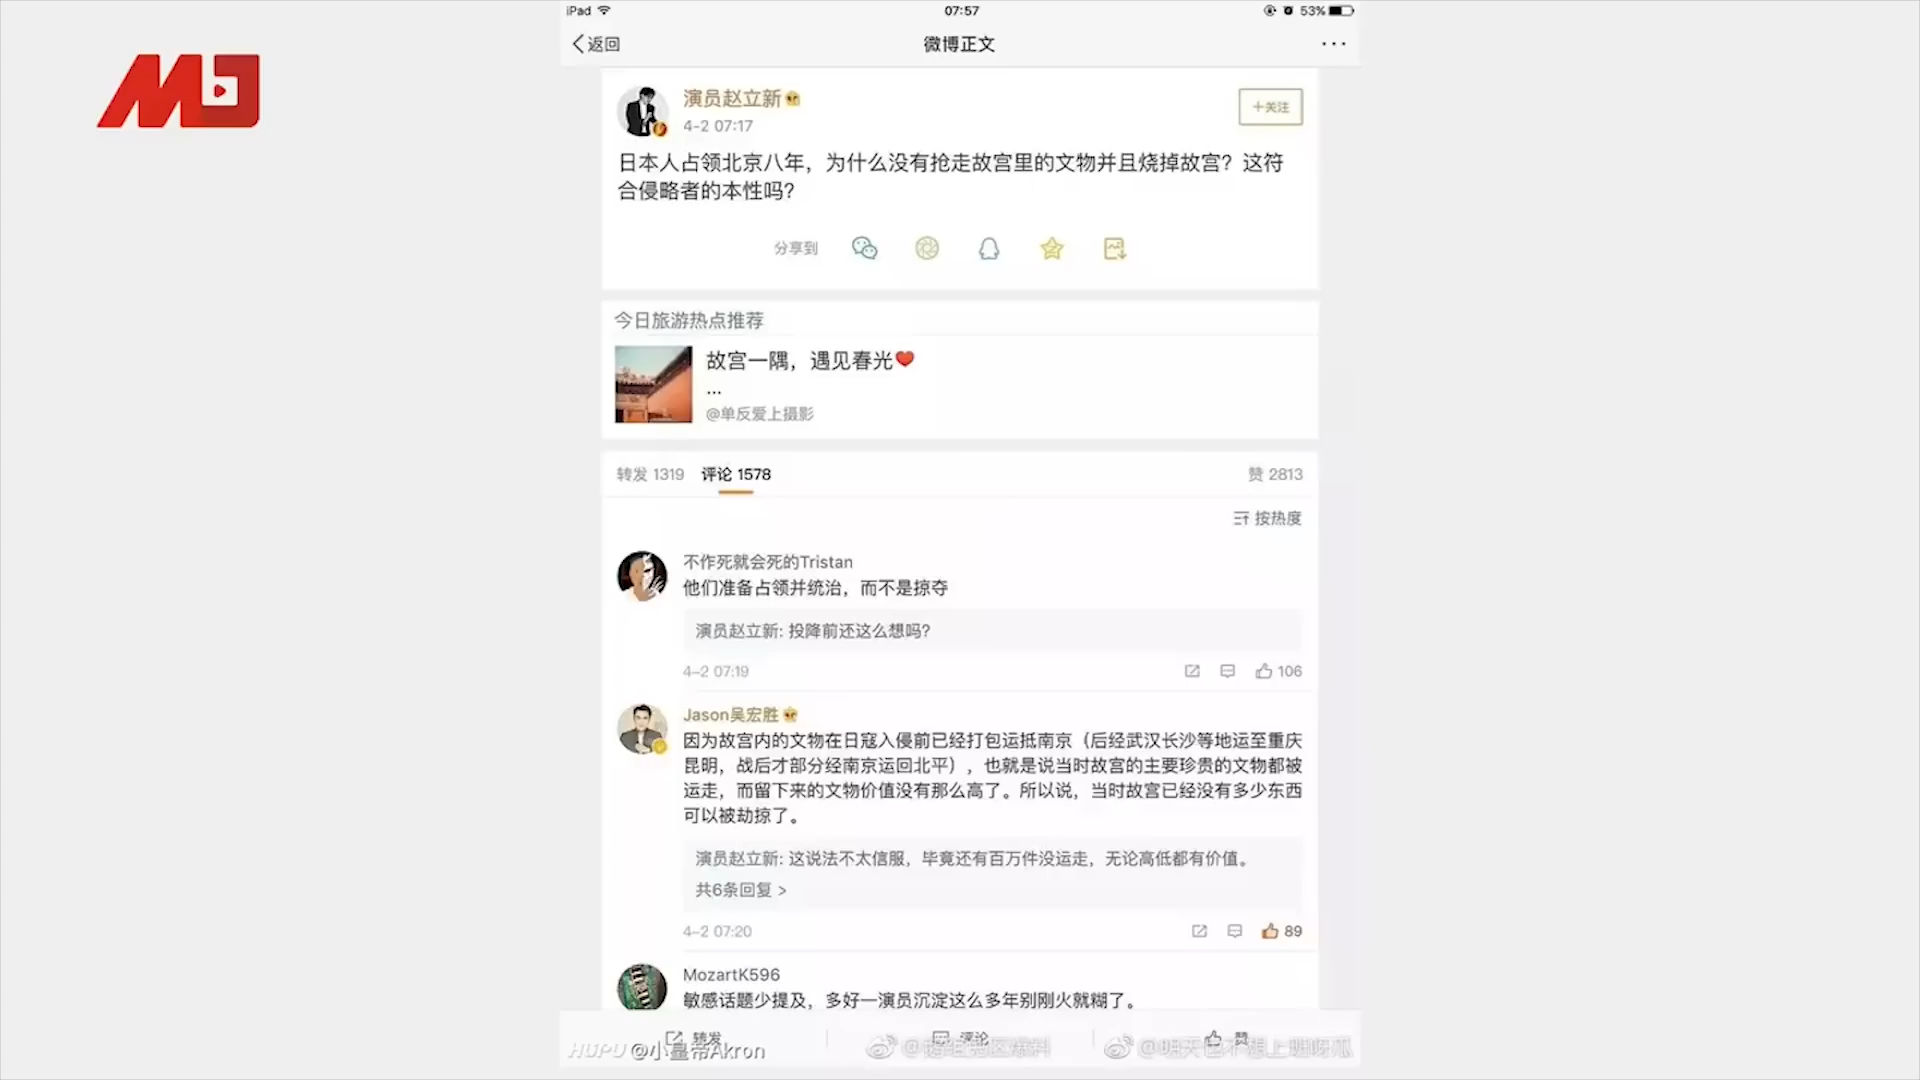 iPad
07:57
53%
MJ
返回
微博正文
演员赵立新
4-2 07:17
+关注
日本人占领北京八年，为什么没有抢走故宫里的文物并且烧掉故宫？这符
合侵略者的本性吗？
分享到
今日旅游热点推荐
故宫一隅，遇见春光❤
...
@单反爱上摄影
转发 1319 评论 1578 赞 2813
按热度
不作死就会死的Tristan
他们准备占领并统治，而不是掠夺
演员赵立新: 投降前还这么想吗？
4-2 07:19
106
Jason吴宏胜
因为故宫内的文物在日寇入侵前已经打包运抵南京（后经武汉长沙等地运至重庆
昆明，战后才部分经南京运回北平），也就是说当时故宫的主要珍贵的文物都被
运走，而留下来的文物价值没有那么高了。所以说，当时故宫已经没有多少东西
可以被劫掠了。
演员赵立新: 这说法不太信服，毕竟还有百万件没运走，无论高低都有价值。
共6条回复 >
4-2 07:20
89
MozartK596
敏感话题少提及，多好一演员沉淀这么多年别刚火就糊了。
转发 评论 赞
HUPU @小皇帝Akron